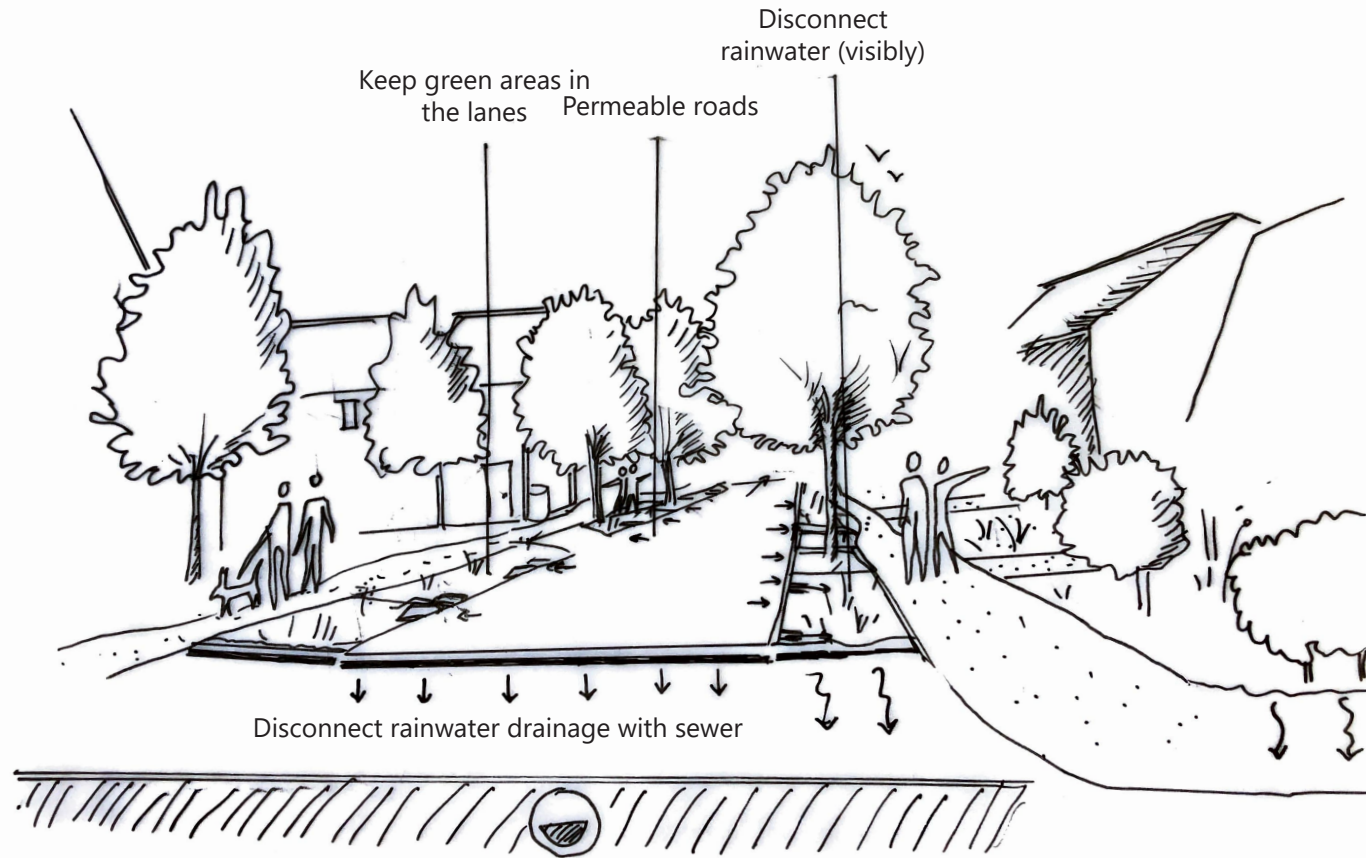 Disconnect
rainwater (visibly)
Keep green areas in
the lanes
Permeable roads
Disconnect rainwater drainage with sewer